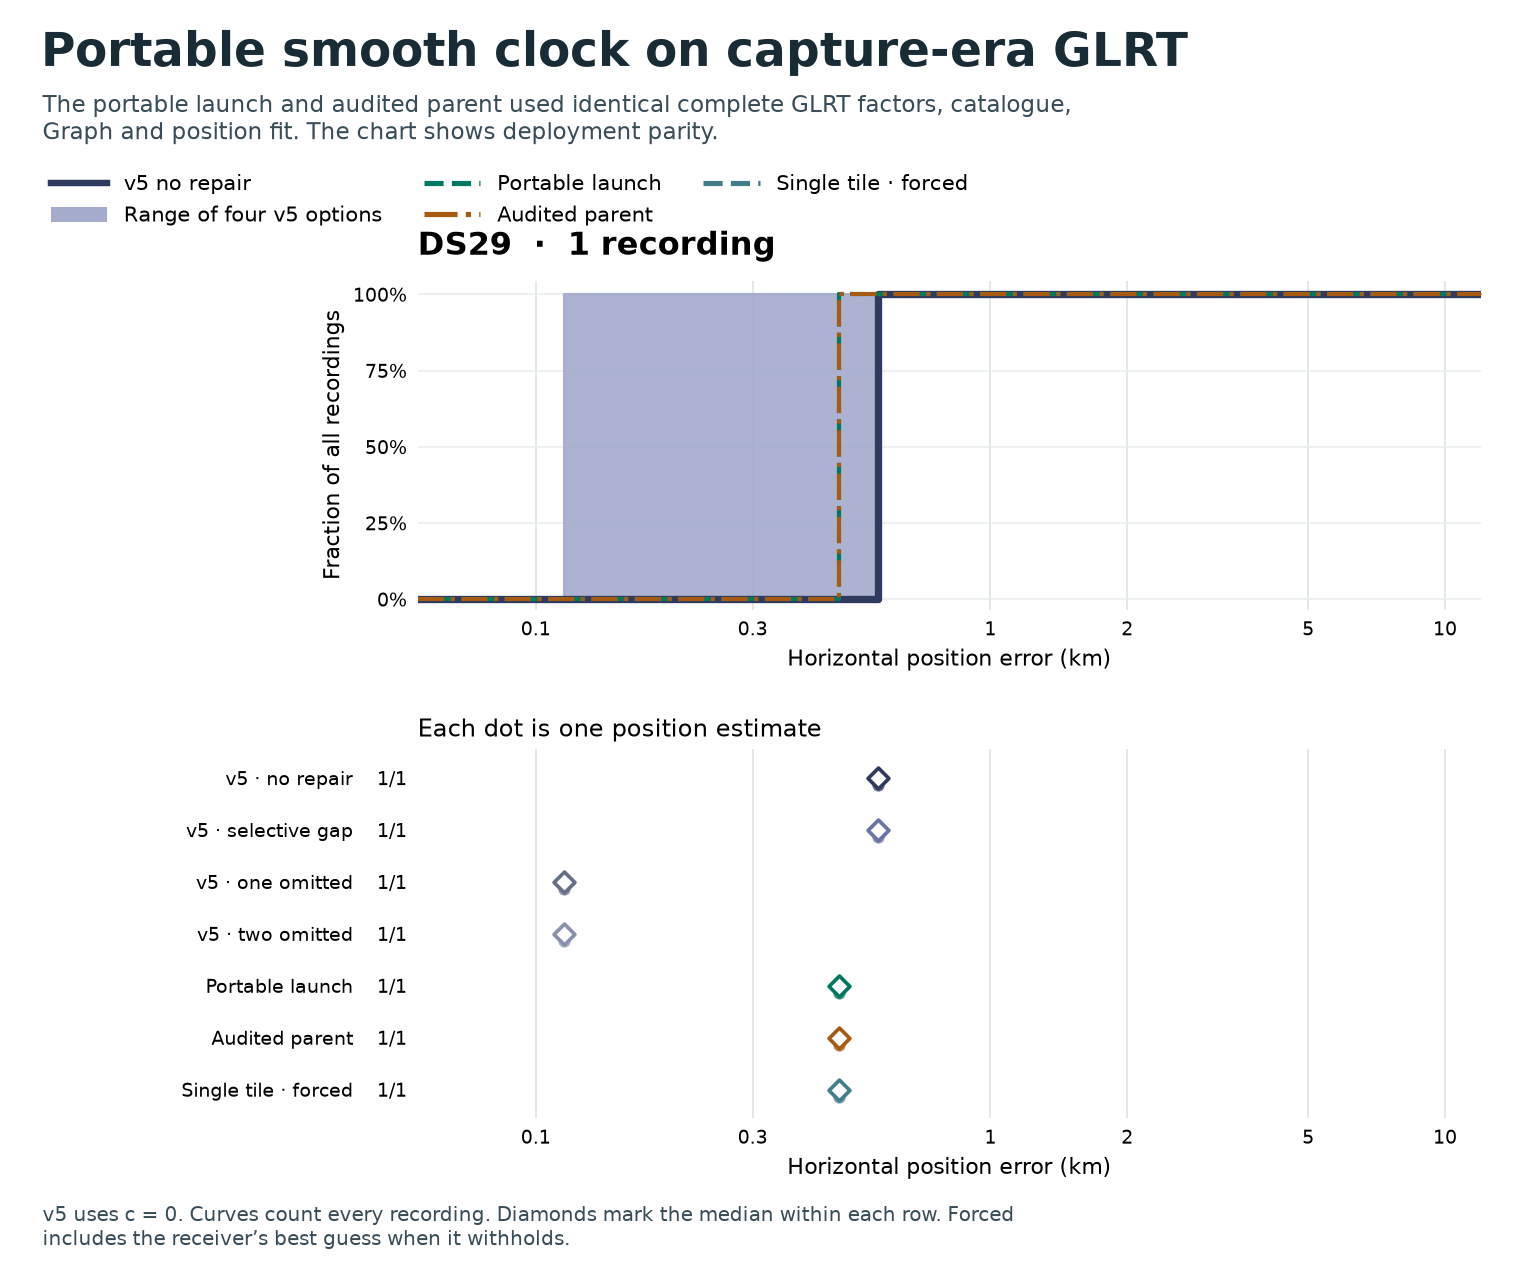 Portable smooth clock on capture-era GLRT
The portable launch and audited parent used identical complete GLRT factors, catalogue,
Graph and position fit. The chart shows deployment parity.
v5 no repair
Portable launch
Single tile · forced
Range of four v5 options
Audited parent
DS29 · 1 recording
100%
75%
50%
25%
0%
Fraction of all recordings
0.1
0.3
1
2
5
10
Horizontal position error (km)
Each dot is one position estimate
v5 · no repair 1/1
v5 · selective gap 1/1
v5 · one omitted 1/1
v5 · two omitted 1/1
Portable launch 1/1
Audited parent 1/1
Single tile · forced 1/1
0.1
0.3
1
2
5
10
Horizontal position error (km)
v5 uses c = 0. Curves count every recording. Diamonds mark the median within each row. Forced
includes the receiver’s best guess when it withholds.